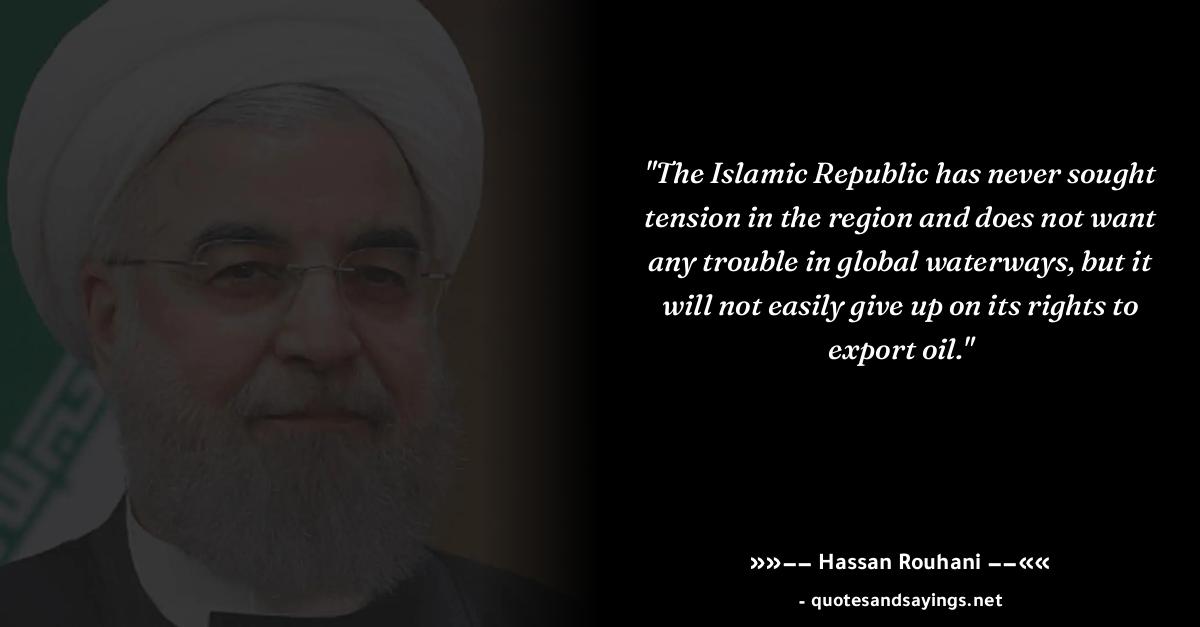 "The Islamic Republic has never sought
tension in the region and does not want
any trouble in global waterways, but it
will not easily give up on its rights to
export oil."
»»−− Hassan Rouhani −−««
- quotesandsayings.net